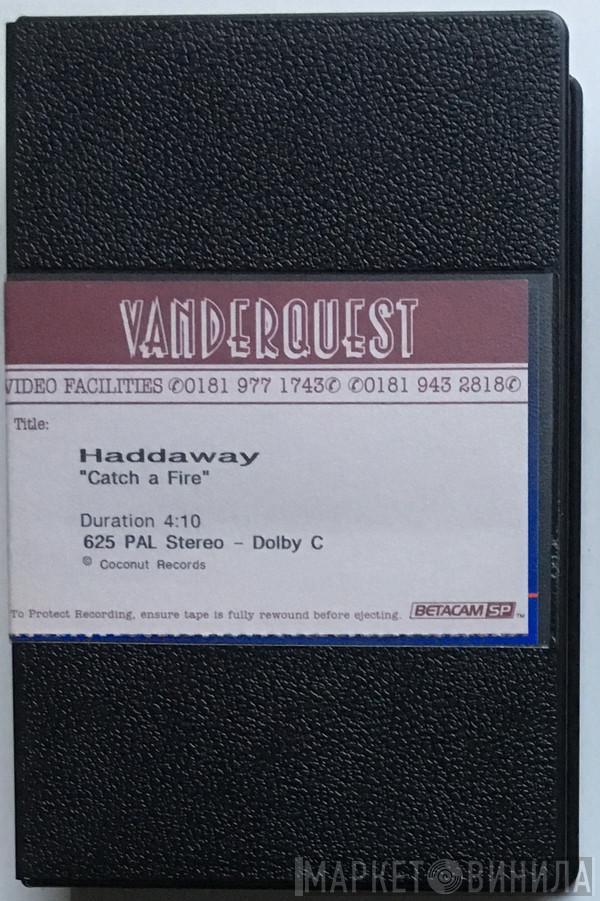 VANDERQUEST
VIDEO FACILITIES ✆0181 977 1743✆ ✆0181 943 2818✆
Title:
Haddaway
"Catch a Fire"
Duration 4:10
625 PAL Stereo – Dolby C
© Coconut Records
To Protect Recording, ensure tape is fully rewound before ejecting. BETACAM SP ™
МАРКЕТ ВИНИЛА